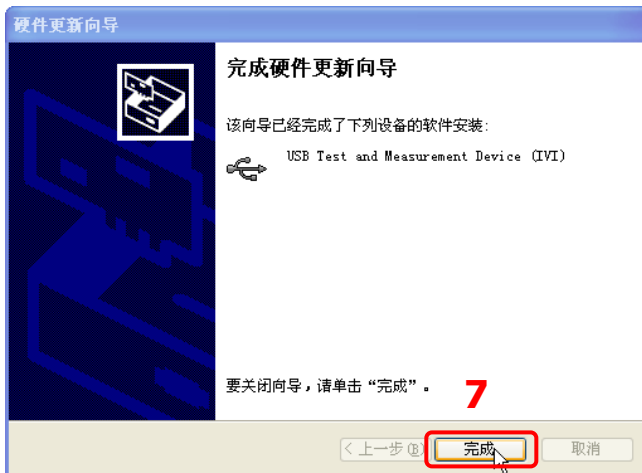 硬件更新向导
完成硬件更新向导
该向导已经完成了下列设备的软件安装:
USB Test and Measurement Device (IVI)
要关闭向导，请单击“完成”。
7
< 上一步(B)
完成
取消